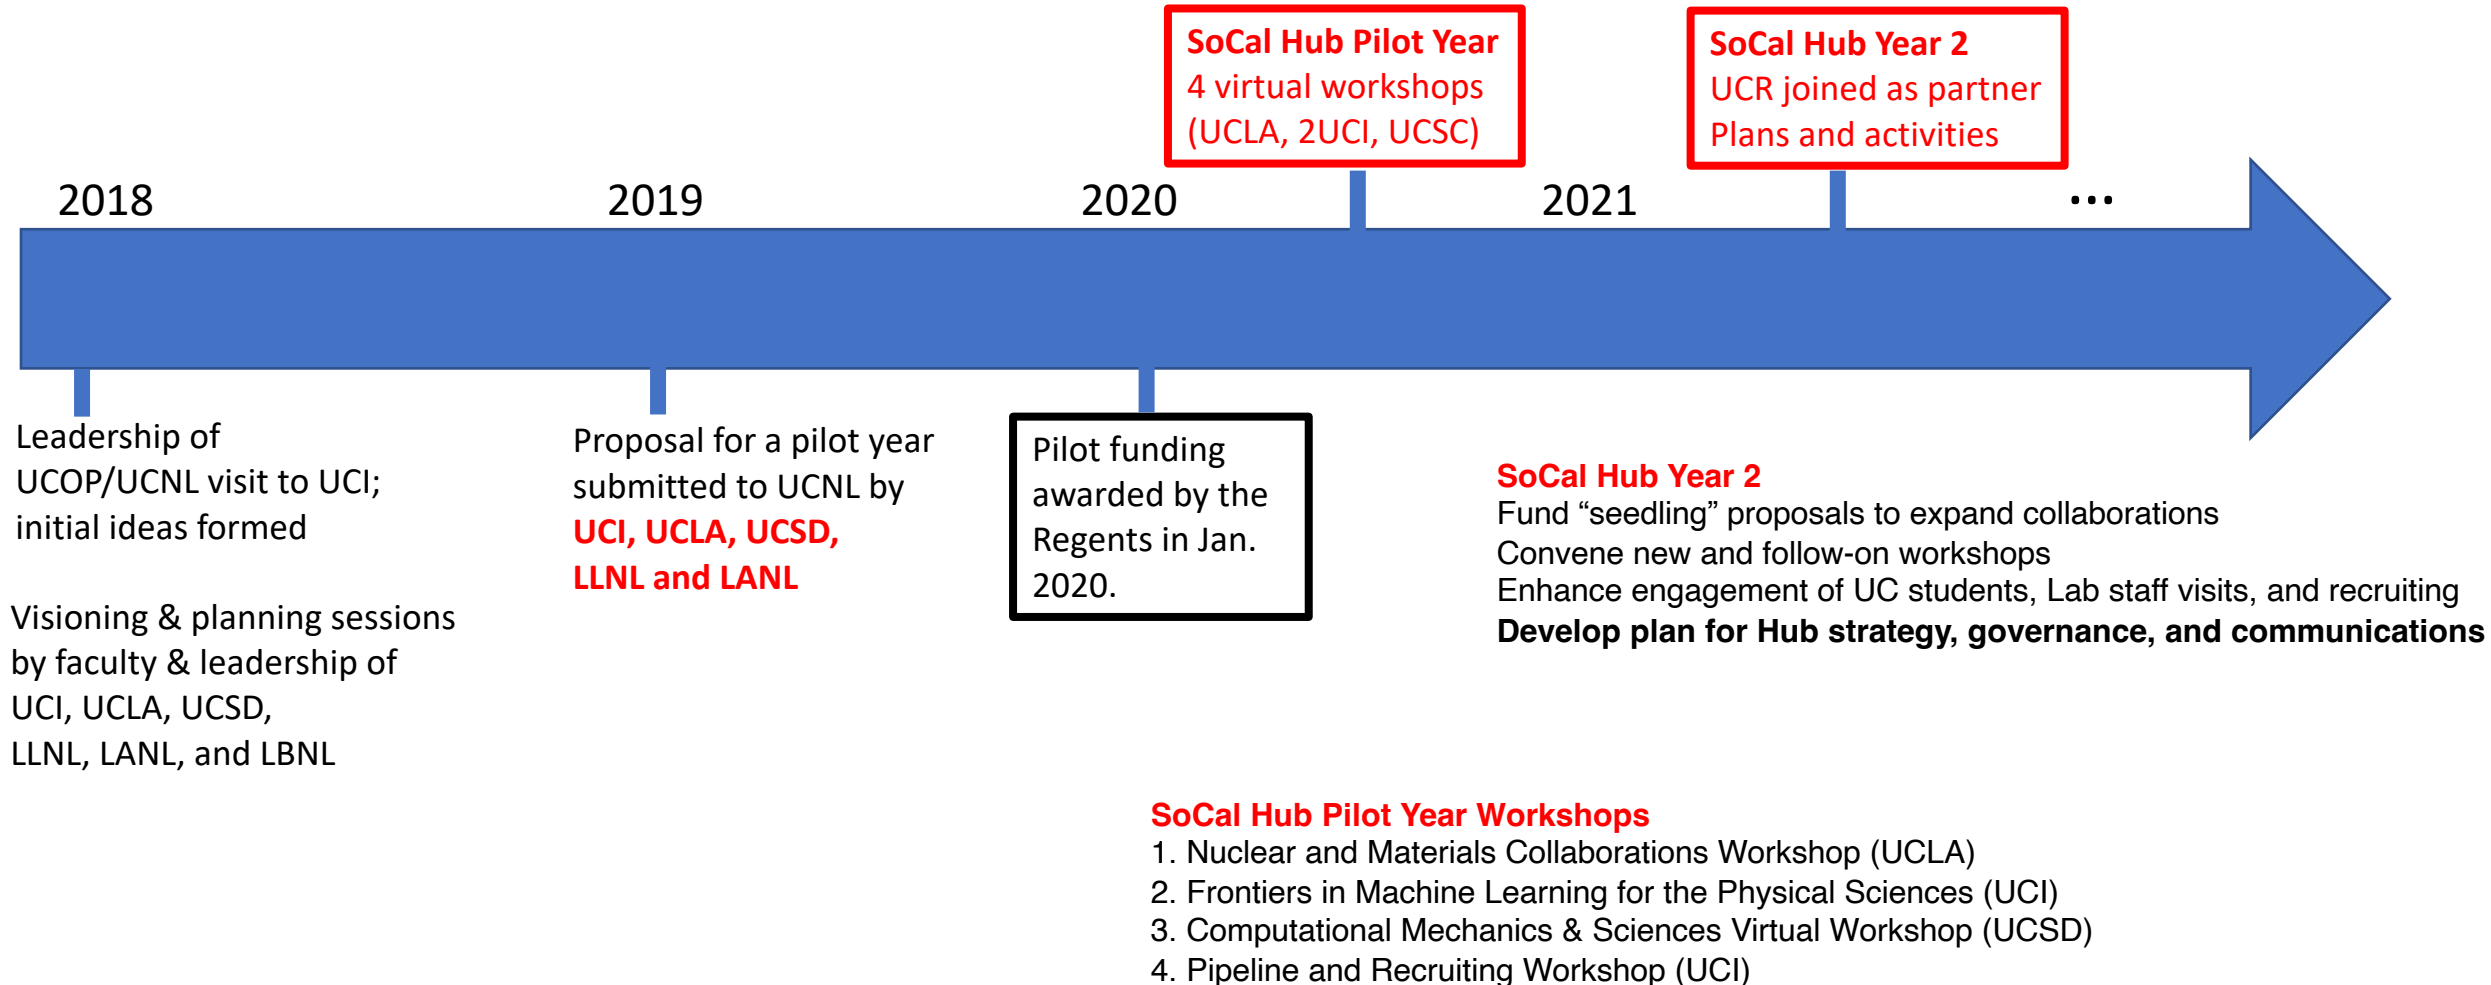 SoCal Hub Pilot Year
4 virtual workshops
(UCLA, 2UCI, UCSC)
SoCal Hub Year 2
UCR joined as partner
Plans and activities
2018
2019
2020
2021
...
Leadership of
UCOP/UCNL visit to UCI;
initial ideas formed
Visioning & planning sessions
by faculty & leadership of
UCI, UCLA, UCSD,
LLNL, LANL, and LBNL
Proposal for a pilot year
submitted to UCNL by
UCI, UCLA, UCSD,
LLNL and LANL
Pilot funding
awarded by the
Regents in Jan.
2020.
SoCal Hub Year 2
Fund “seedling” proposals to expand collaborations
Convene new and follow-on workshops
Enhance engagement of UC students, Lab staff visits, and recruiting
Develop plan for Hub strategy, governance, and communications
SoCal Hub Pilot Year Workshops
1. Nuclear and Materials Collaborations Workshop (UCLA)
2. Frontiers in Machine Learning for the Physical Sciences (UCI)
3. Computational Mechanics & Sciences Virtual Workshop (UCSD)
4. Pipeline and Recruiting Workshop (UCI)